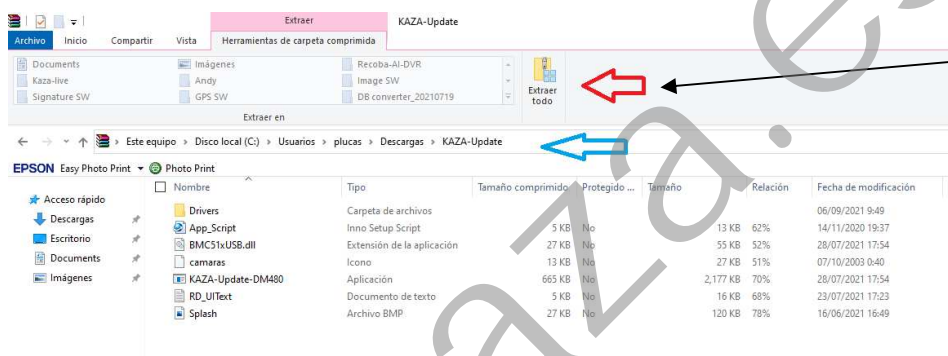 Extraer KAZA-Update
Archivo Inicio Compartir Vista Herramientas de carpeta comprimida
Documents Imágenes Recoba-AI-DVR
Kaza-live Andy Image SW
Signature SW GPS SW DB converter_20210719
Extraer todo
Extraer en
Este equipo > Disco local (C:) > Usuarios > plucas > Descargas > KAZA-Update
EPSON Easy Photo Print Photo Print
Nombre Tipo Tamaño comprimido Protegido ... Tamaño Relación Fecha de modificación
Acceso rápido
Descargas
Escritorio
Documents
Imágenes
Drivers Carpeta de archivos 06/09/2021 9:49
App_Script Inno Setup Script 5 KB No 13 KB 62% 14/11/2020 19:37
BMC51xUSB.dll Extensión de la aplicación 27 KB No 55 KB 52% 28/07/2021 17:54
camaras Icono 13 KB No 27 KB 51% 07/10/2003 0:40
KAZA-Update-DM480 Aplicación 665 KB No 2,177 KB 70% 28/07/2021 17:54
RD_UIText Documento de texto 5 KB No 16 KB 68% 23/07/2021 17:23
Splash Archivo BMP 27 KB No 120 KB 78% 16/06/2021 16:49